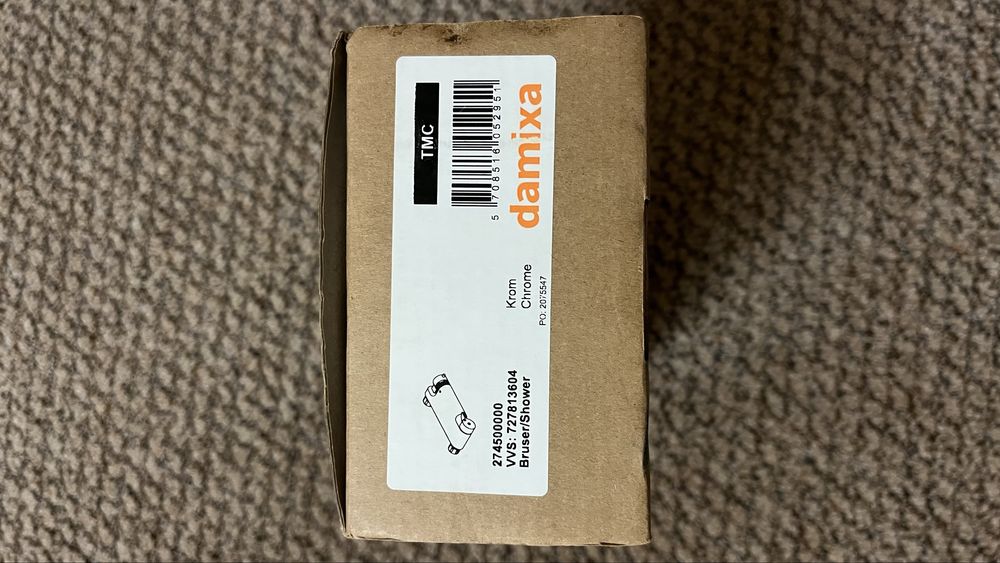 274500000
VVS: 727813604
Bruser/Shower
Krom
Chrome
PO: 2075547
TMC
5 708516 052951
damixa